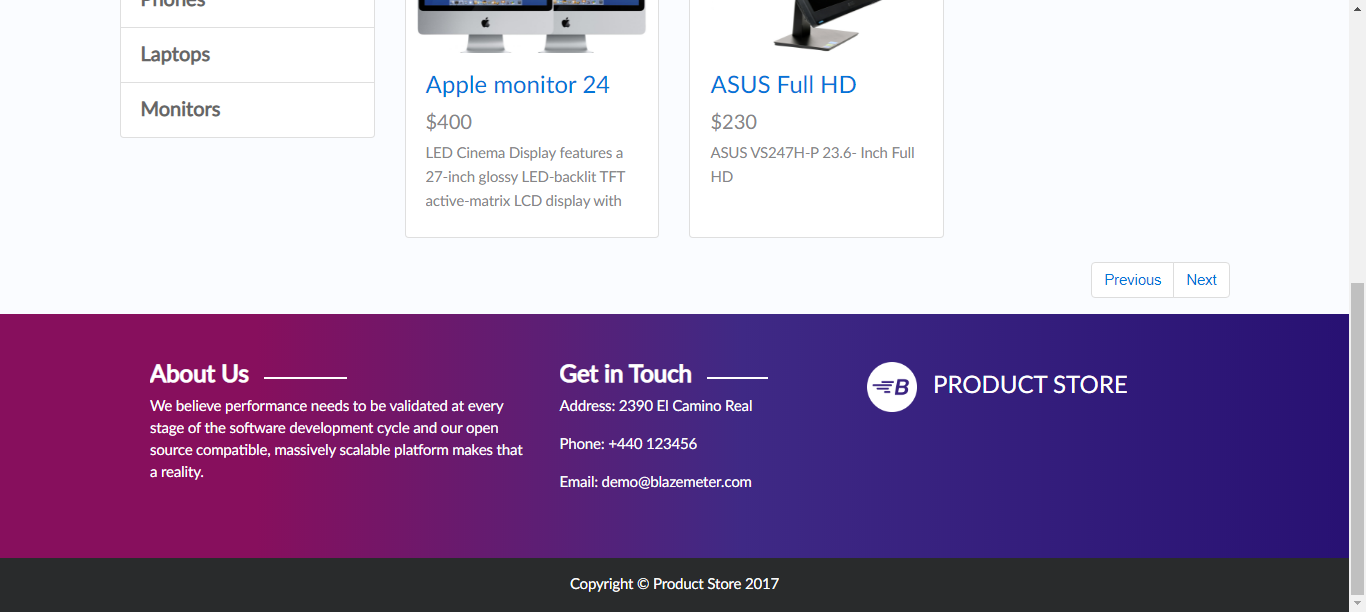 Phones
Laptops
Monitors
Apple monitor 24
$400
LED Cinema Display features a
27-inch glossy LED-backlit TFT
active-matrix LCD display with
ASUS Full HD
$230
ASUS VS247H-P 23.6- Inch Full
HD
Previous
Next
About Us
We believe performance needs to be validated at every
stage of the software development cycle and our open
source compatible, massively scalable platform makes that
a reality.
Get in Touch
Address: 2390 El Camino Real
Phone: +440 123456
Email: demo@blazemeter.com
B
PRODUCT STORE
Copyright © Product Store 2017